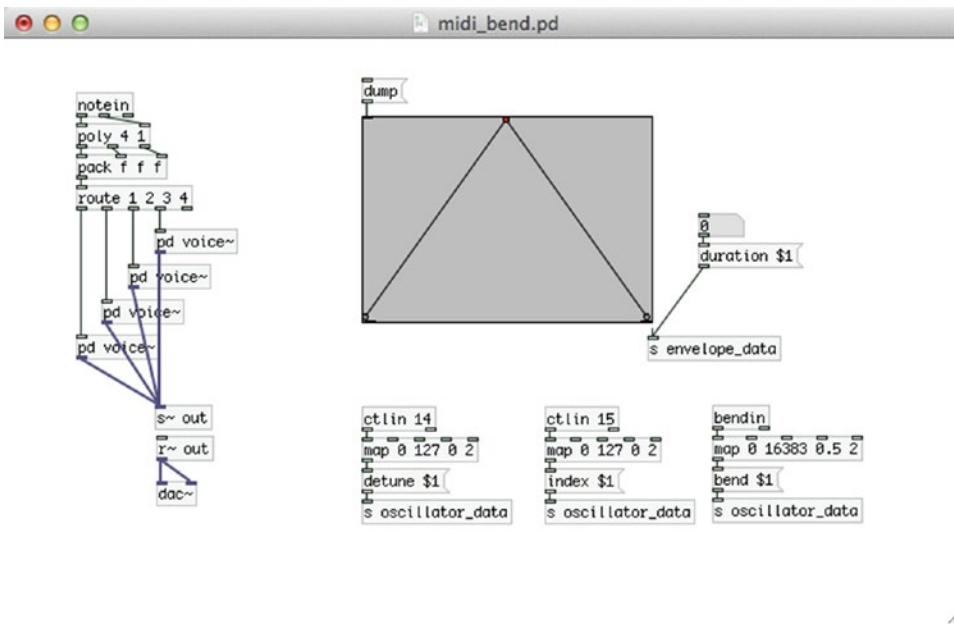 midi_bend.pd
notein
poly 4 1
pack f f f
route 1 2 3 4
pd voice~
pd voice~
pd voice~
pd voice~
s~ out
r~ out
dac~
dump
0
duration $1
s envelope_data
ctlin 14
map 0 127 0 2
detune $1
s oscillator_data
ctlin 15
map 0 127 0 2
index $1
s oscillator_data
bendin
map 0 16383 0.5 2
bend $1
s oscillator_data